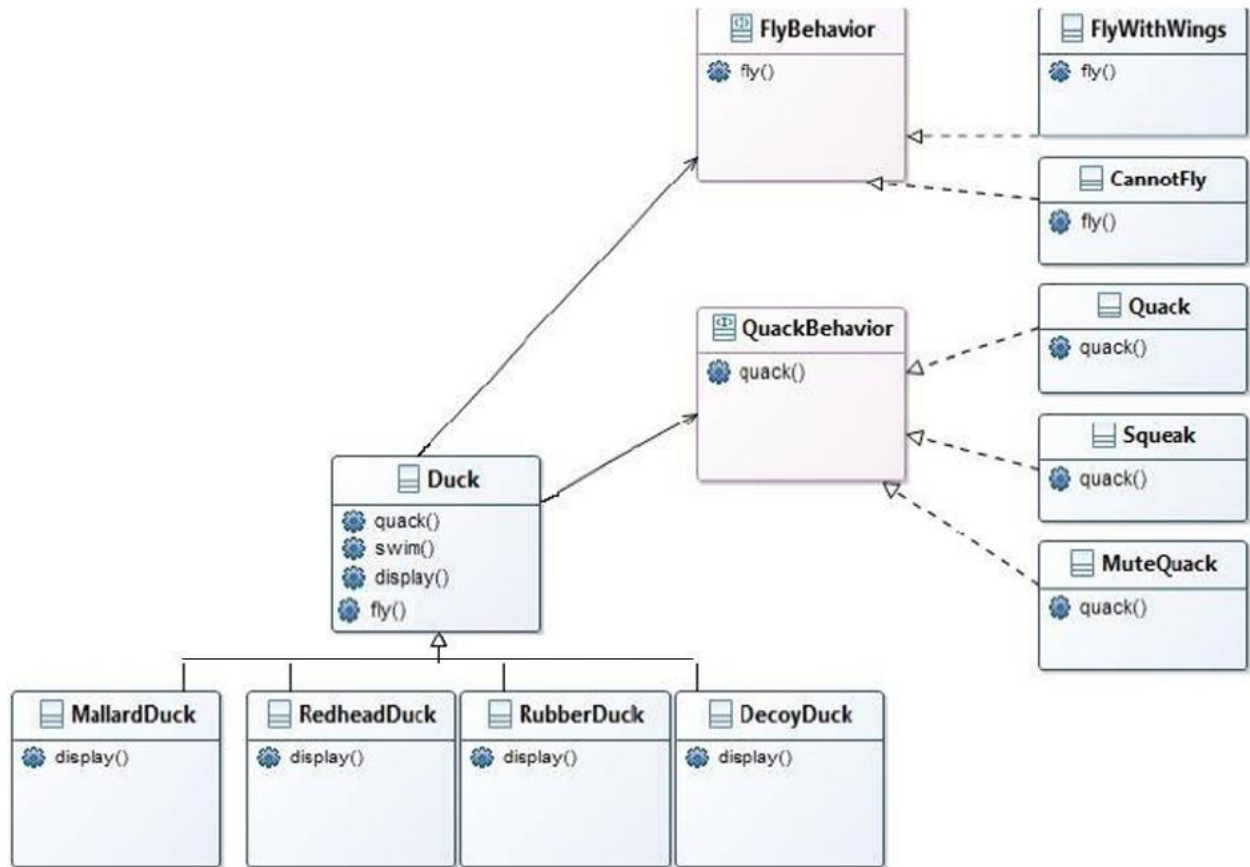 FlyBehavior
fly()
FlyWithWings
fly()
CannotFly
fly()
QuackBehavior
quack()
Quack
quack()
Squeak
quack()
MuteQuack
quack()
Duck
quack()
swim()
display()
fly()
MallardDuck
display()
RedheadDuck
display()
RubberDuck
display()
DecoyDuck
display()